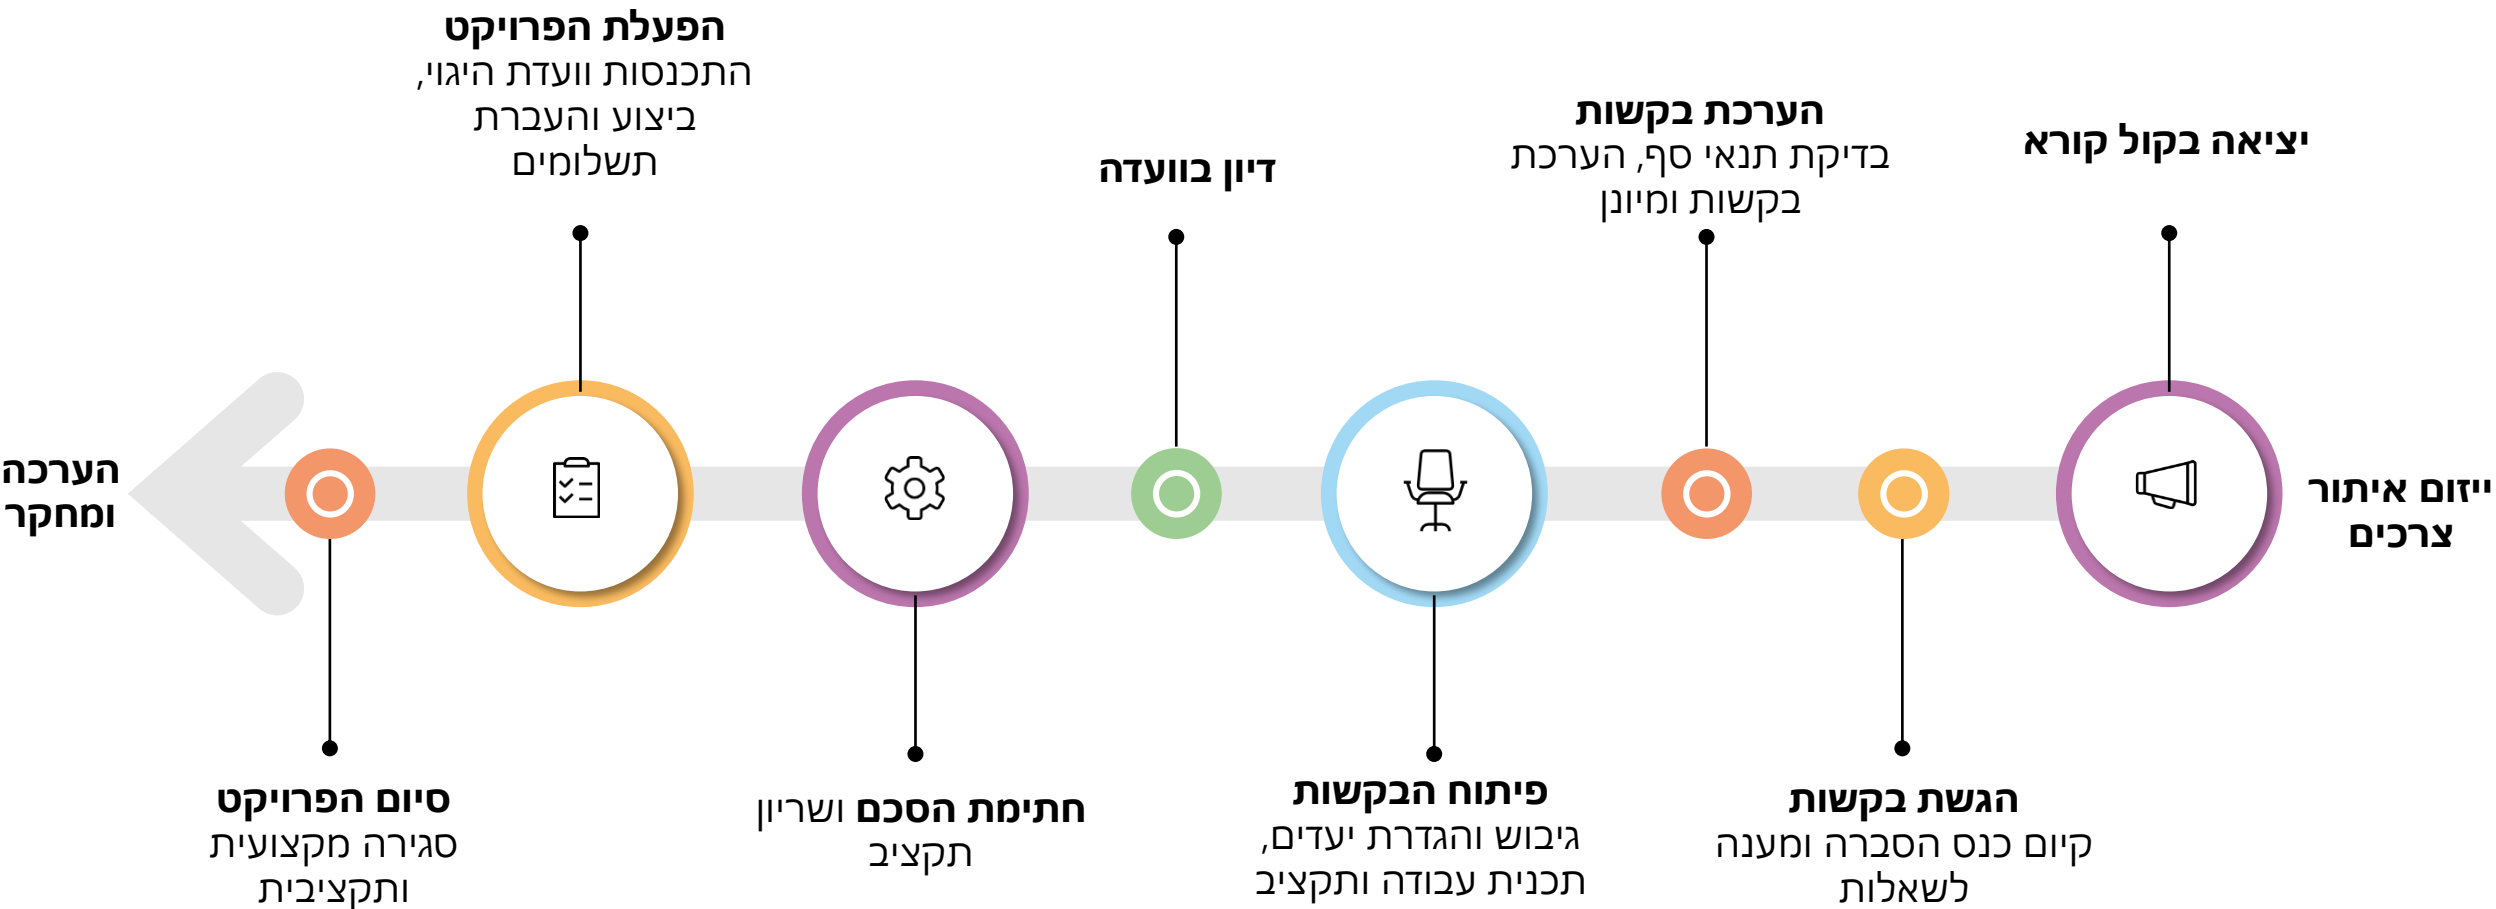 ייזום איתור
צרכים
יציאה בקול קורא
הגשת בקשות
קיום כנס הסברה ומענה
לשאלות
הערכת בקשות
בדיקת תנאי סף, הערכת
בקשות ומיונן
פיתוח הבקשות
גיבוש והגדרת יעדים,
תכנית עבודה ותקציב
דיון בוועדה
חתימת הסכם ושריון
תקציב
הפעלת הפרויקט
התכנסות וועדת היגוי,
ביצוע והעברת
תשלומים
סיום הפרויקט
סגירה מקצועית
ותקציבית
הערכה
ומחקר